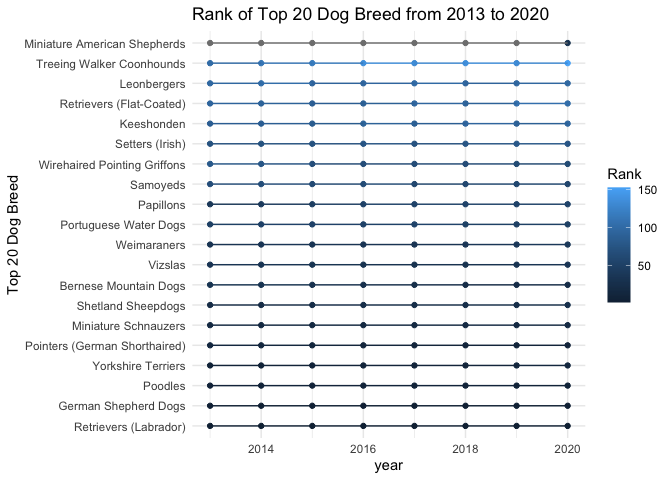 Rank of Top 20 Dog Breed from 2013 to 2020
Top 20 Dog Breed
Miniature American Shepherds
Treeing Walker Coonhounds
Leonbergers
Retrievers (Flat-Coated)
Keeshonden
Setters (Irish)
Wirehaired Pointing Griffons
Samoyeds
Papillons
Portuguese Water Dogs
Weimaraners
Vizslas
Bernese Mountain Dogs
Shetland Sheepdogs
Miniature Schnauzers
Pointers (German Shorthaired)
Yorkshire Terriers
Poodles
German Shepherd Dogs
Retrievers (Labrador)
2014 2016 2018 2020
year
Rank
150
100
50